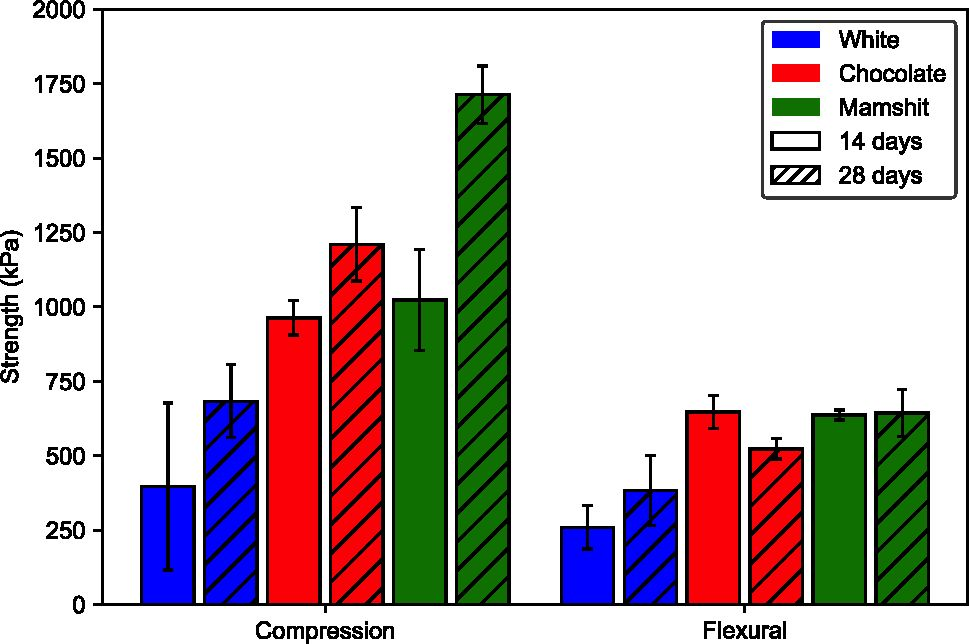 2000
1750
1500
1250
1000
750
500
250
0
Strength (kPa)
White
Chocolate
Mamshit
14 days
28 days
Compression
Flexural